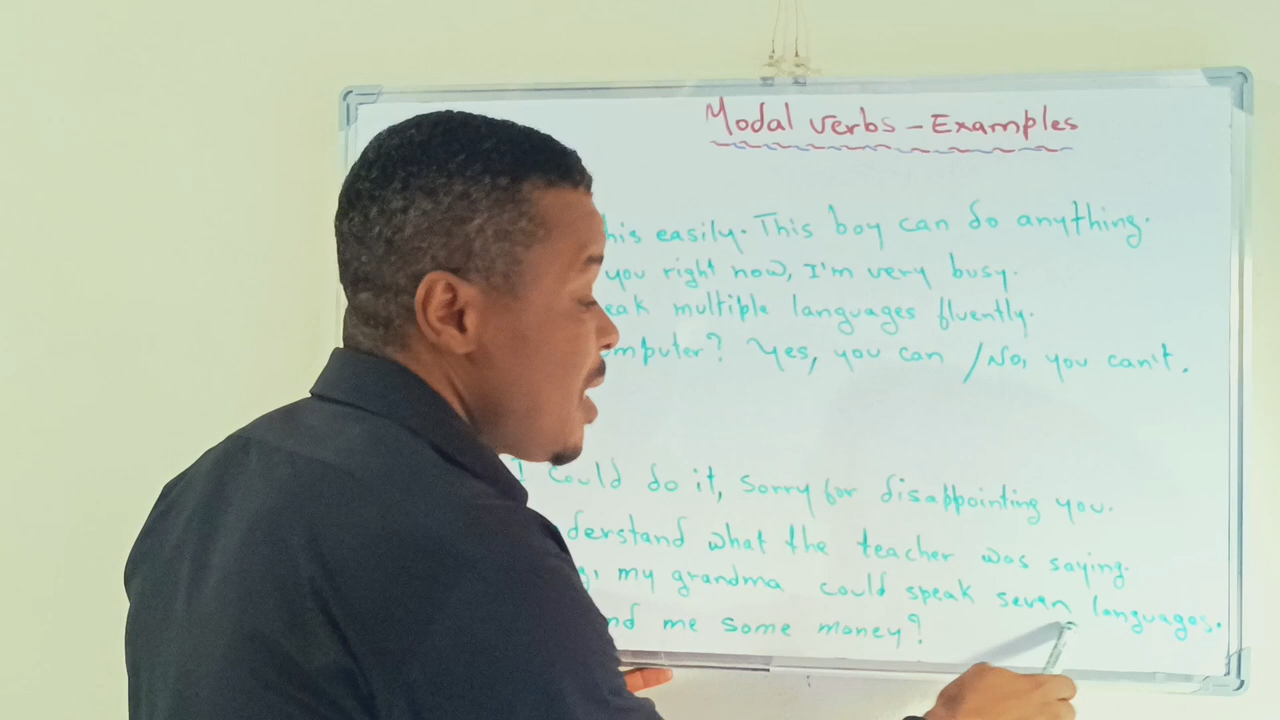 Modal verbs - Examples
his easily. This boy can do anything.
you right now, I'm very busy.
eak multiple languages fluently.
omputer? Yes, you can / No, you can't.
I could do it, sorry for disappointing you.
derstand what the teacher was saying.
g, my grandma could speak seven languages.
nd me some money?